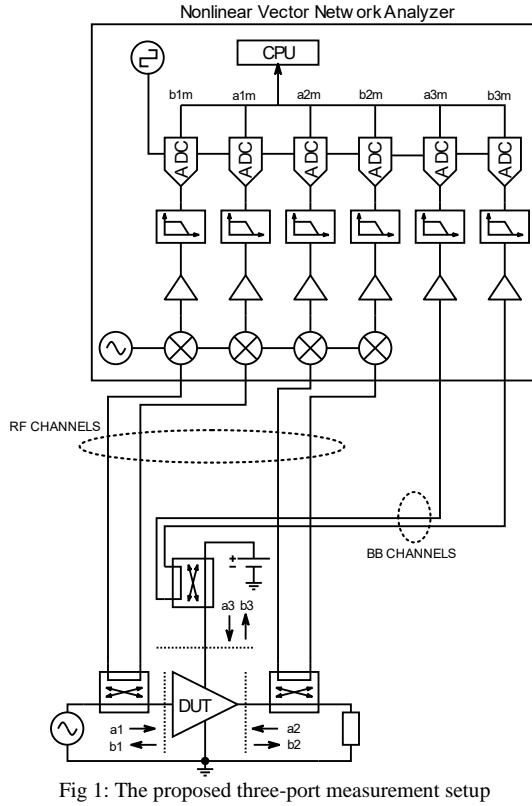 Nonlinear Vector Network Analyzer
CPU
b1m a1m a2m b2m a3m b3m
ADC ADC ADC ADC ADC ADC
RF CHANNELS
BB CHANNELS
+
-
a3 b3
DUT
a1
b1
a2
b2
Fig 1: The proposed three-port measurement setup